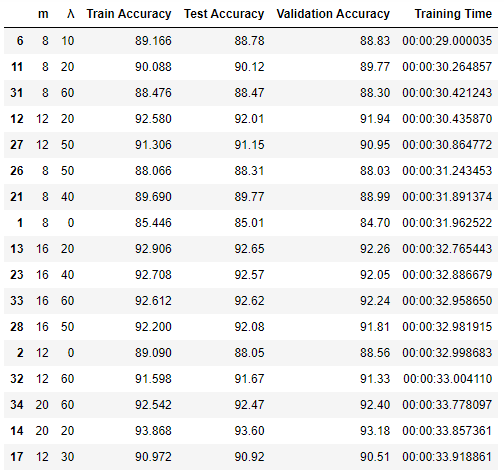 m λ Train Accuracy Test Accuracy Validation Accuracy Training Time
6 8 10 89.166 88.78 88.83 00:00:29.000035
11 8 20 90.088 90.12 89.77 00:00:30.264857
31 8 60 88.476 88.47 88.30 00:00:30.421243
12 12 20 92.580 92.01 91.94 00:00:30.435870
27 12 50 91.306 91.15 90.95 00:00:30.864772
26 8 50 88.066 88.31 88.03 00:00:31.243453
21 8 40 89.690 89.77 88.99 00:00:31.891374
1 8 0 85.446 85.01 84.70 00:00:31.962522
13 16 20 92.906 92.65 92.26 00:00:32.765443
23 16 40 92.708 92.57 92.05 00:00:32.886679
33 16 60 92.612 92.62 92.24 00:00:32.958650
28 16 50 92.200 92.08 91.81 00:00:32.981915
2 12 0 89.090 88.05 88.56 00:00:32.998683
32 12 60 91.598 91.67 91.33 00:00:33.004110
34 20 60 92.542 92.47 92.40 00:00:33.778097
14 20 20 93.868 93.60 93.18 00:00:33.857361
17 12 30 90.972 90.92 90.51 00:00:33.918861